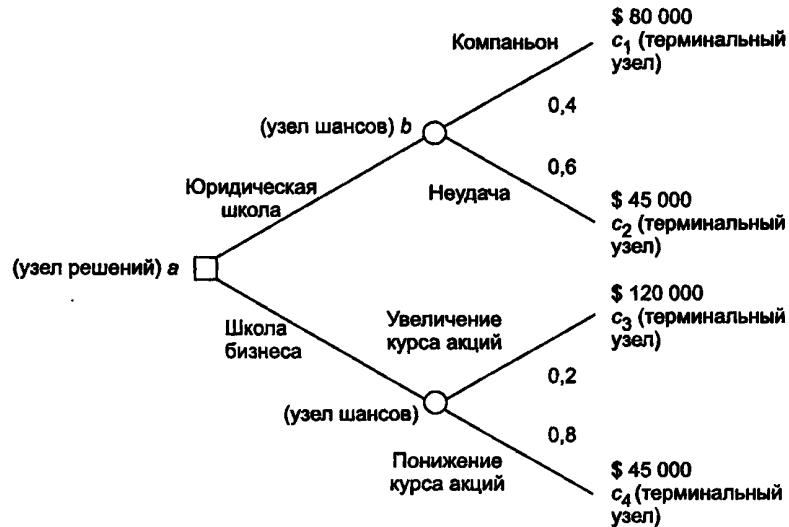 $ 80 000
Компаньон
c1 (терминальный
узел)
0,4
(узел шансов) b
0,6
Юридическая
школа
Неудача
$ 45 000
c2 (терминальный
узел)
(узел решений) a
$ 120 000
Школа
бизнеса
Увеличение
курса акций
c3 (терминальный
узел)
0,2
(узел шансов)
0,8
Понижение
курса акций
$ 45 000
c4 (терминальный
узел)